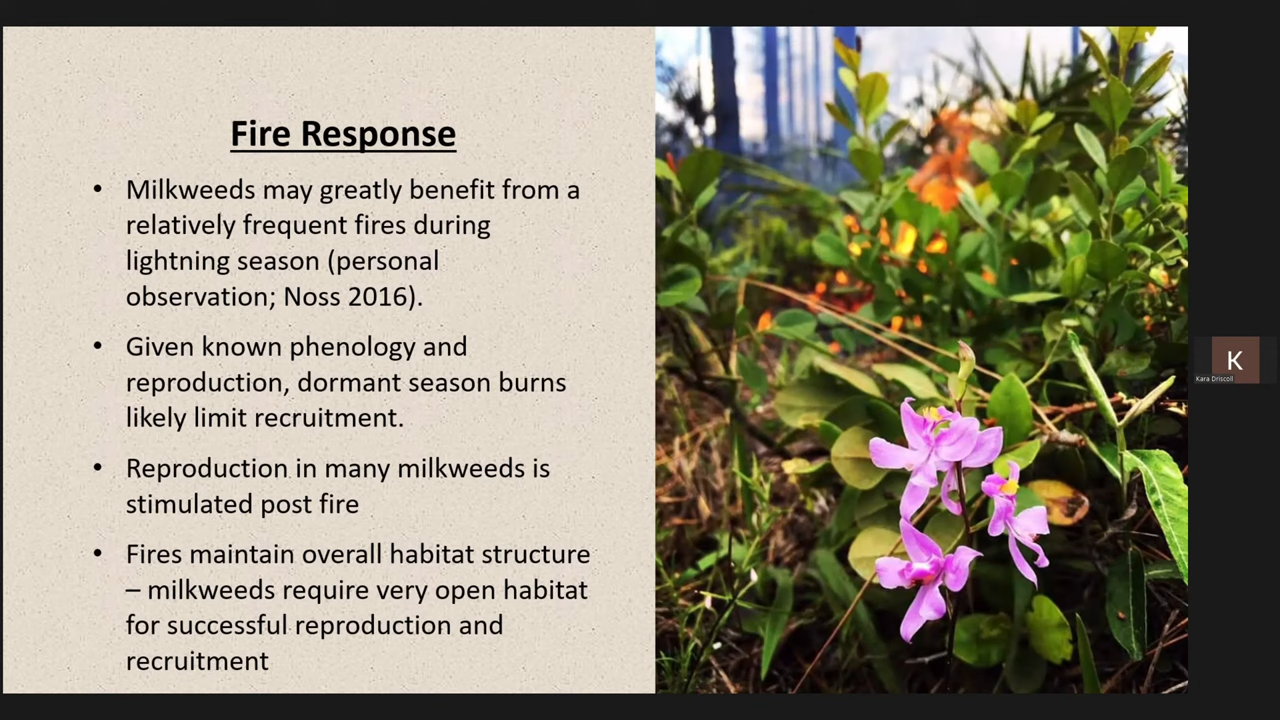 Fire Response
• Milkweeds may greatly benefit from a
relatively frequent fires during
lightning season (personal
observation; Noss 2016).
• Given known phenology and
reproduction, dormant season burns
likely limit recruitment.
• Reproduction in many milkweeds is
stimulated post fire
• Fires maintain overall habitat structure
– milkweeds require very open habitat
for successful reproduction and
recruitment
K
Kara Driscoll